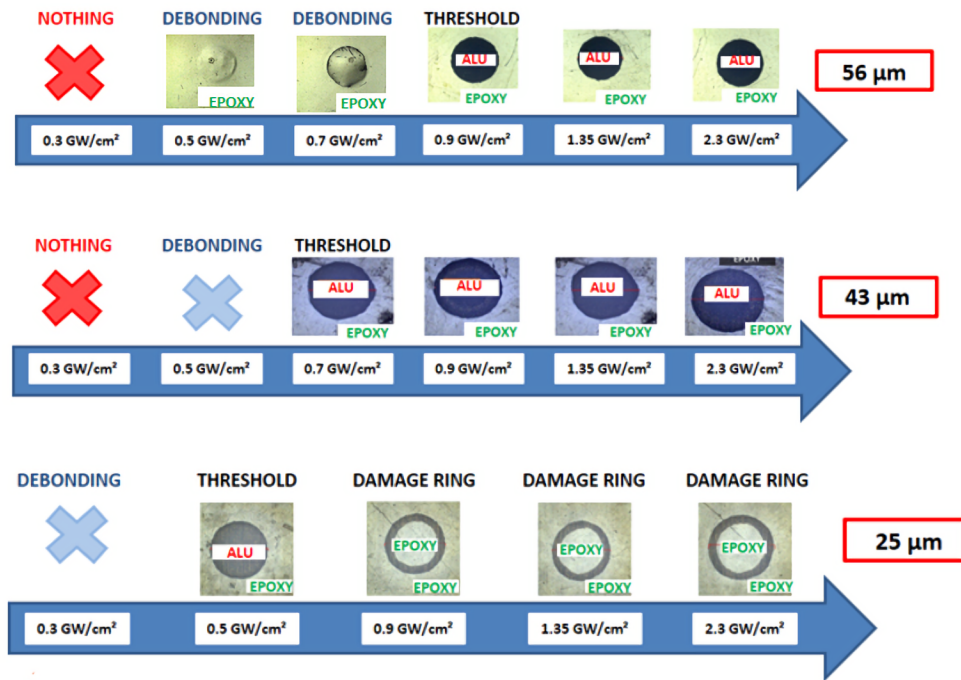 NOTHING DEBONDING DEBONDING THRESHOLD
ALU ALU ALU
EPOXY EPOXY EPOXY EPOXY EPOXY
56 µm
0.3 GW/cm² 0.5 GW/cm² 0.7 GW/cm² 0.9 GW/cm² 1.35 GW/cm² 2.3 GW/cm²
NOTHING DEBONDING THRESHOLD
EPOXY
ALU ALU ALU ALU
EPOXY EPOXY EPOXY EPOXY
43 µm
0.3 GW/cm² 0.5 GW/cm² 0.7 GW/cm² 0.9 GW/cm² 1.35 GW/cm² 2.3 GW/cm²
DEBONDING THRESHOLD DAMAGE RING DAMAGE RING DAMAGE RING
ALU EPOXY EPOXY EPOXY
EPOXY EPOXY EPOXY EPOXY
25 µm
0.3 GW/cm² 0.5 GW/cm² 0.9 GW/cm² 1.35 GW/cm² 2.3 GW/cm²